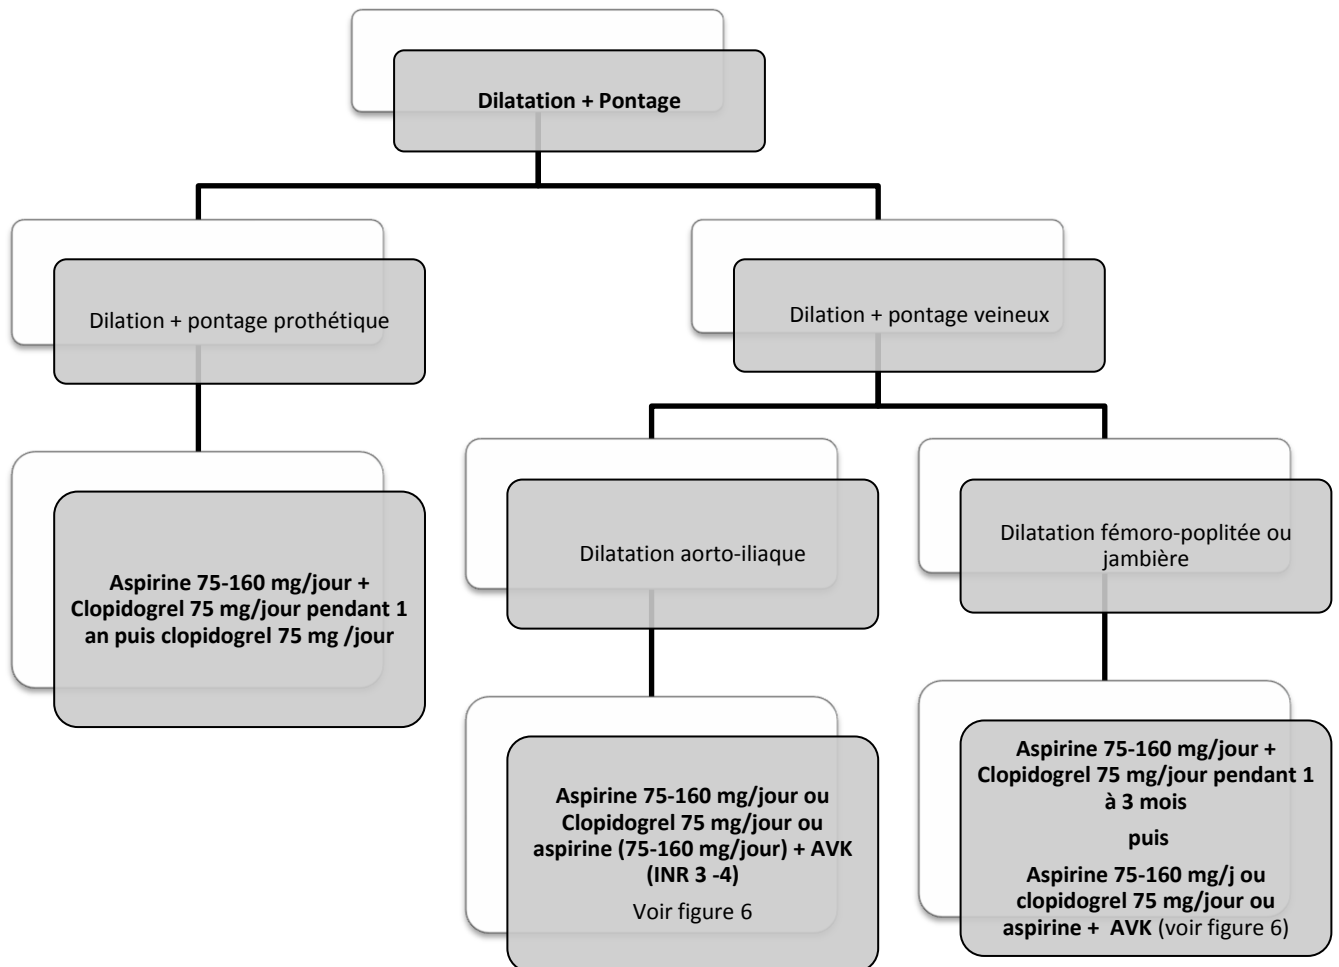 Dilatation + Pontage
Dilation + pontage prothétique
Dilation + pontage veineux
Aspirine 75-160 mg/jour +
Clopidogrel 75 mg/jour pendant 1
an puis clopidogrel 75 mg /jour
Dilatation aorto-iliaque
Dilatation fémoro-poplitée ou
jambière
Aspirine 75-160 mg/jour ou
Clopidogrel 75 mg/jour ou
aspirine (75-160 mg/jour) + AVK
(INR 3 -4)
Voir figure 6
Aspirine 75-160 mg/jour +
Clopidogrel 75 mg/jour pendant 1
à 3 mois
puis
Aspirine 75-160 mg/j ou
clopidogrel 75 mg/jour ou
aspirine + AVK (voir figure 6)